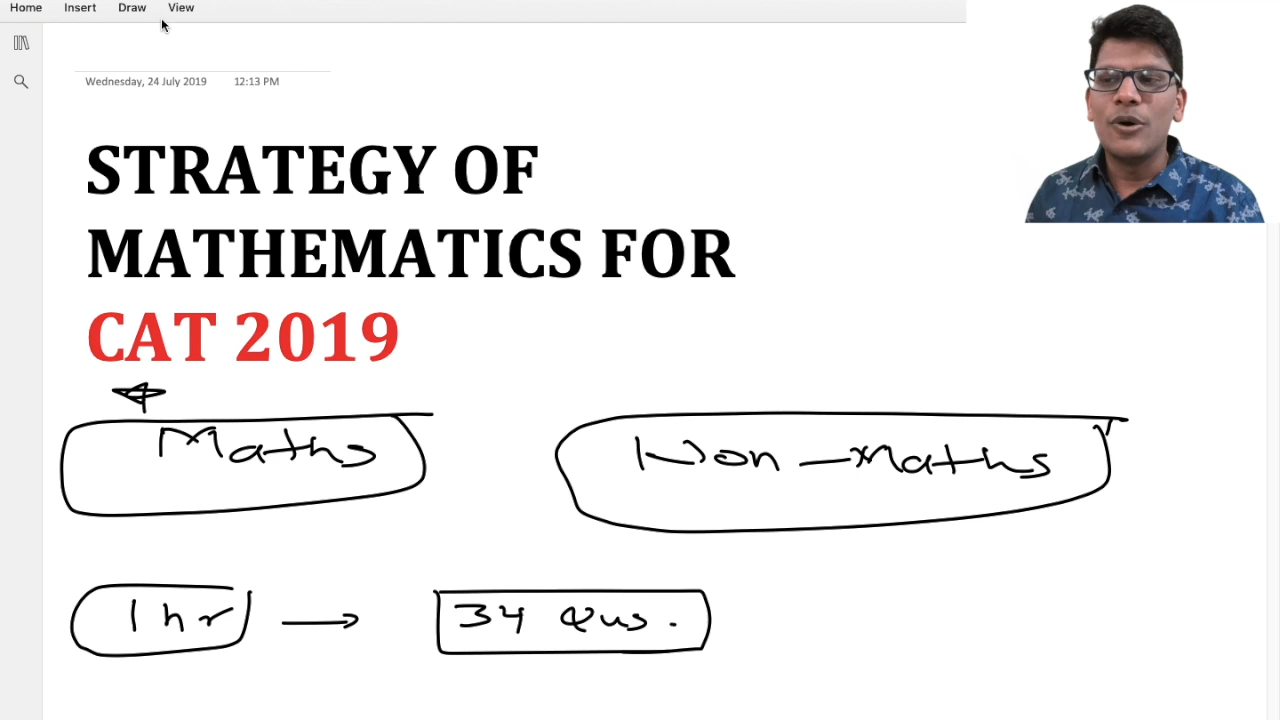 Home Insert Draw View
Wednesday, 24 July 2019 12:13 PM
STRATEGY OF
MATHEMATICS FOR
CAT 2019
Maths Non-Maths
1 hr → 34 Qus.